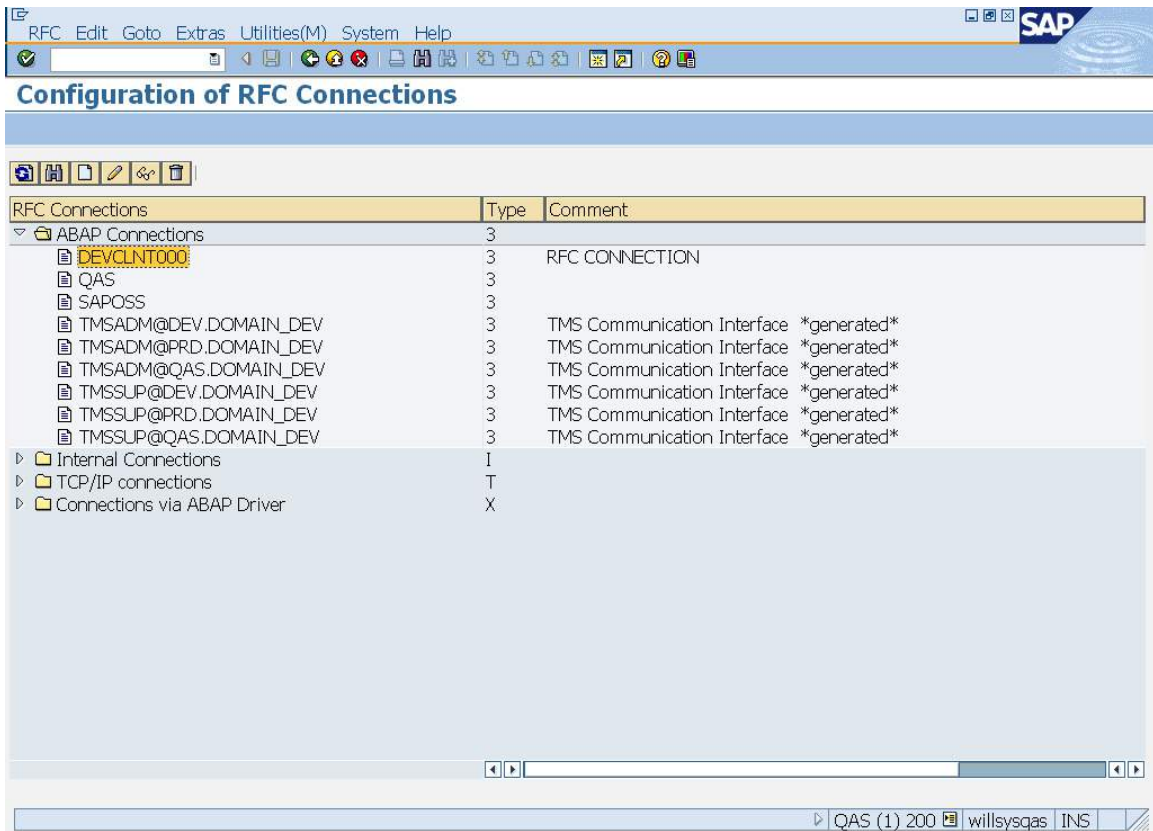 RFC Edit Goto Extras Utilities(M) System Help
SAP
Configuration of RFC Connections
RFC Connections Type Comment
ABAP Connections 3
DEVCLNT000 3 RFC CONNECTION
QAS 3
SAPOSS 3
TMSADM@DEV.DOMAIN_DEV 3 TMS Communication Interface *generated*
TMSADM@PRD.DOMAIN_DEV 3 TMS Communication Interface *generated*
TMSADM@QAS.DOMAIN_DEV 3 TMS Communication Interface *generated*
TMSSUP@DEV.DOMAIN_DEV 3 TMS Communication Interface *generated*
TMSSUP@PRD.DOMAIN_DEV 3 TMS Communication Interface *generated*
TMSSUP@QAS.DOMAIN_DEV 3 TMS Communication Interface *generated*
Internal Connections I
TCP/IP connections T
Connections via ABAP Driver X
QAS (1) 200 willsysqas INS